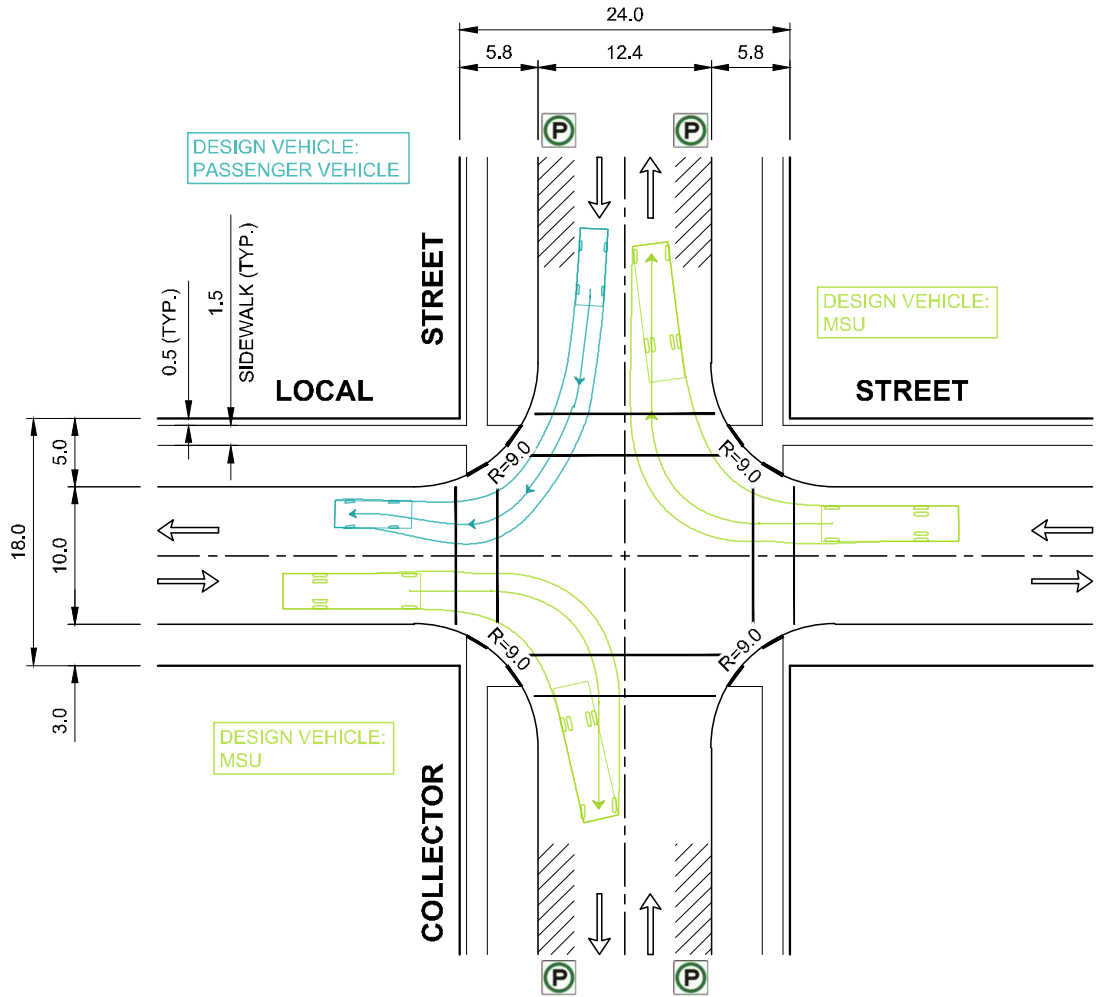 24.0
5.8
12.4
5.8
P
P
DESIGN VEHICLE:
PASSENGER VEHICLE
STREET
0.5 (TYP.)
1.5
SIDEWALK (TYP.)
DESIGN VEHICLE:
MSU
LOCAL
STREET
5.0
R=9.0
R=9.0
18.0
10.0
R=9.0
R=9.0
3.0
DESIGN VEHICLE:
MSU
COLLECTOR
P
P